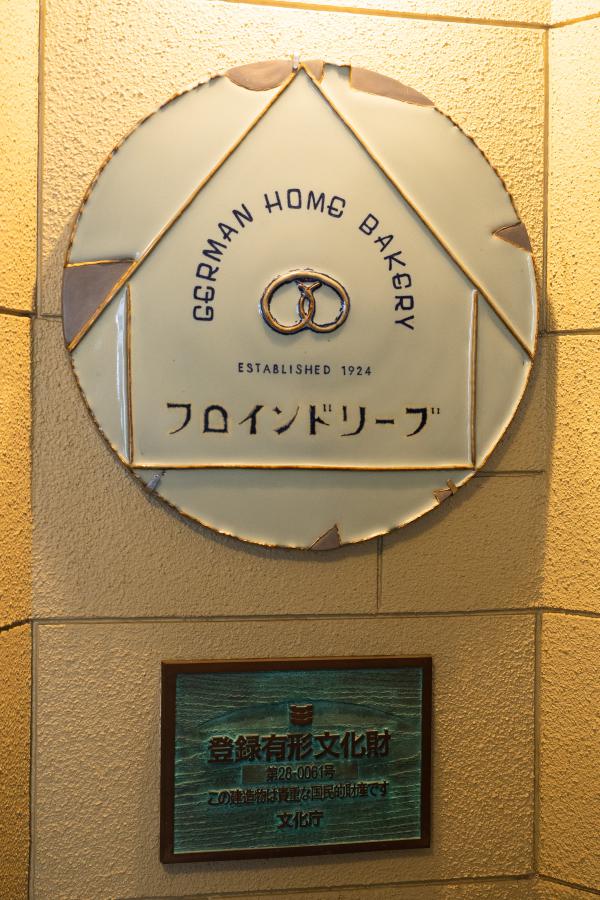 GERMAN HOME BAKERY
ESTABLISHED 1924
フロインドリーブ
登録有形文化財
第28-0061号
この建造物は貴重な国民的財産です
文化庁